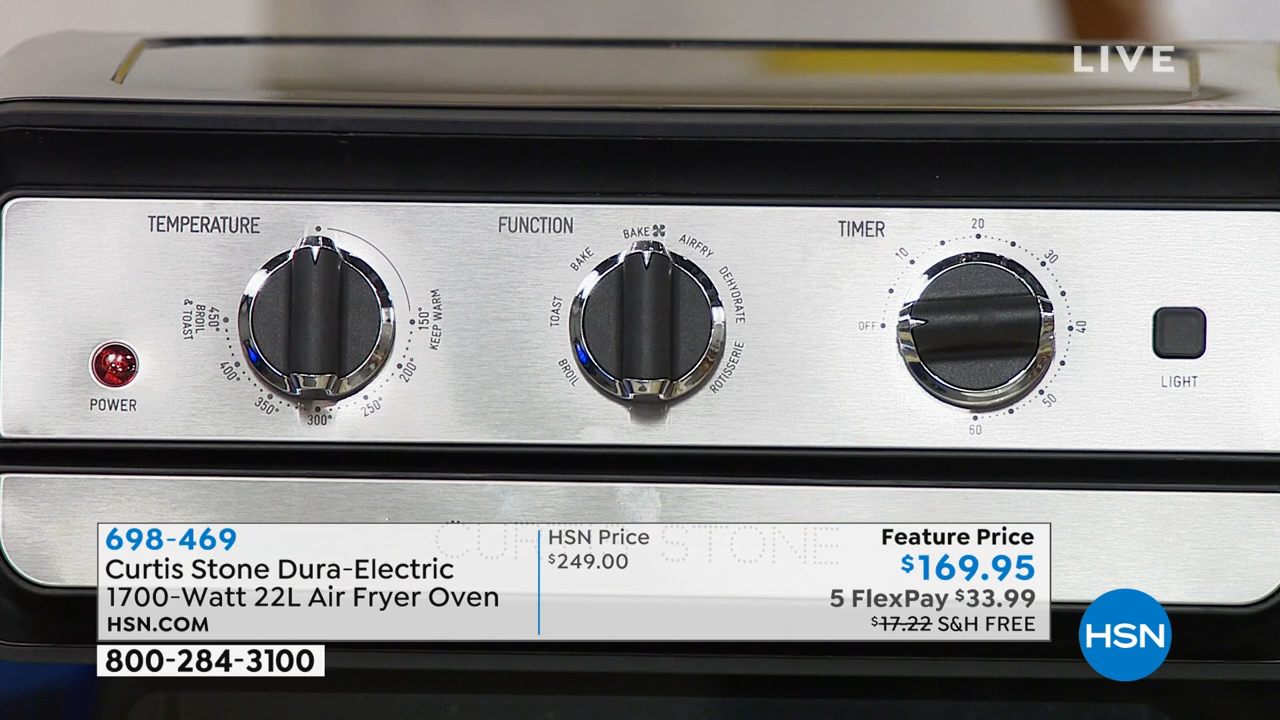 LIVE
TEMPERATURE
150°
KEEP WARM
200°
250°
300°
350°
400°
450°
BROIL
& TOAST
POWER
FUNCTION
BROIL
TOAST
BAKE
BAKE
AIRFRY
DEHYDRATE
ROTISSERIE
TIMER
OFF
10
20
30
40
50
60
LIGHT
CURTIS STONE
698-469
Curtis Stone Dura-Electric
1700-Watt 22L Air Fryer Oven
HSN.COM
HSN Price
$249.00
Feature Price
$169.95
5 FlexPay $33.99
$17.22 S&H FREE
800-284-3100
HSN